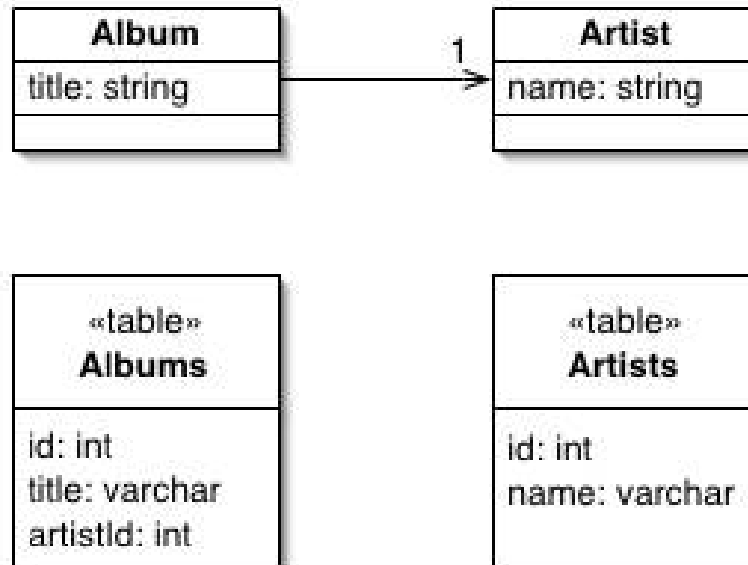 Album
title: string
1
Artist
name: string
«table»
Albums
id: int
title: varchar
artistId: int
«table»
Artists
id: int
name: varchar